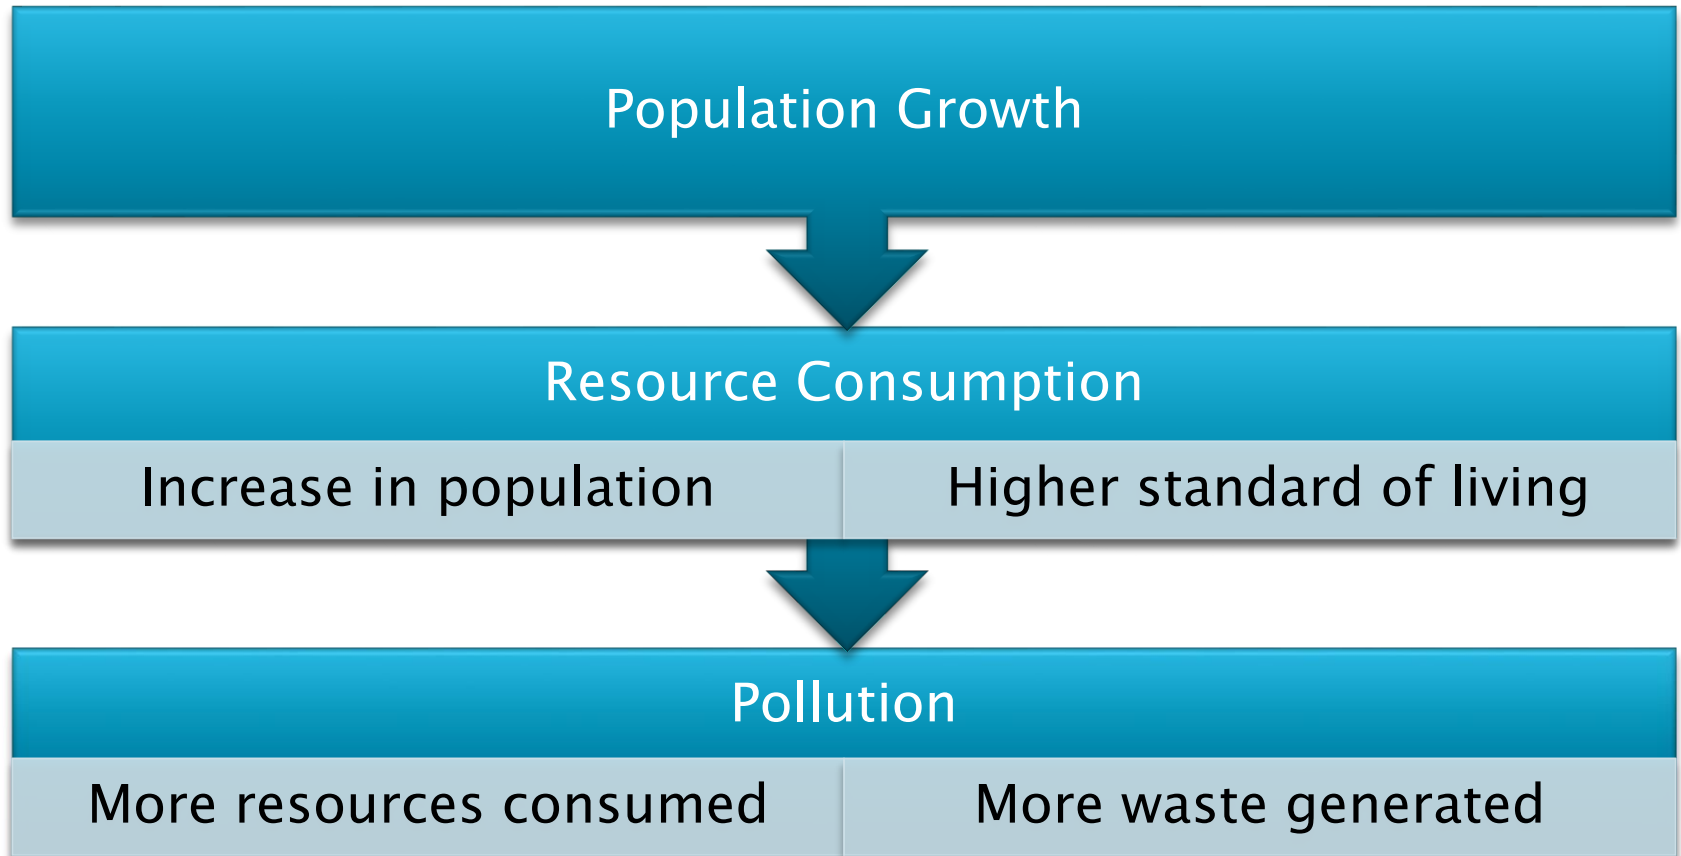 Population Growth
Resource Consumption
Increase in population
Higher standard of living
Pollution
More resources consumed
More waste generated